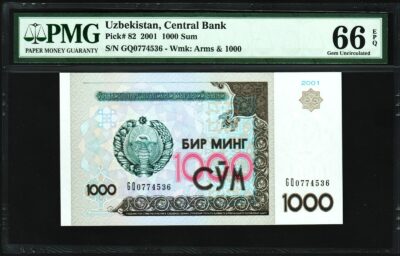 PMG
PAPER MONEY GUARANTY
Uzbekistan, Central Bank
Pick# 82 2001 1000 Sum
S/N GQ0774536 - Wmk: Arms & 1000
66 EPQ
Gem Uncirculated
2001
БИР МИНГ
1000
СЎМ
1000
GQ0774536
GQ0774536
1000